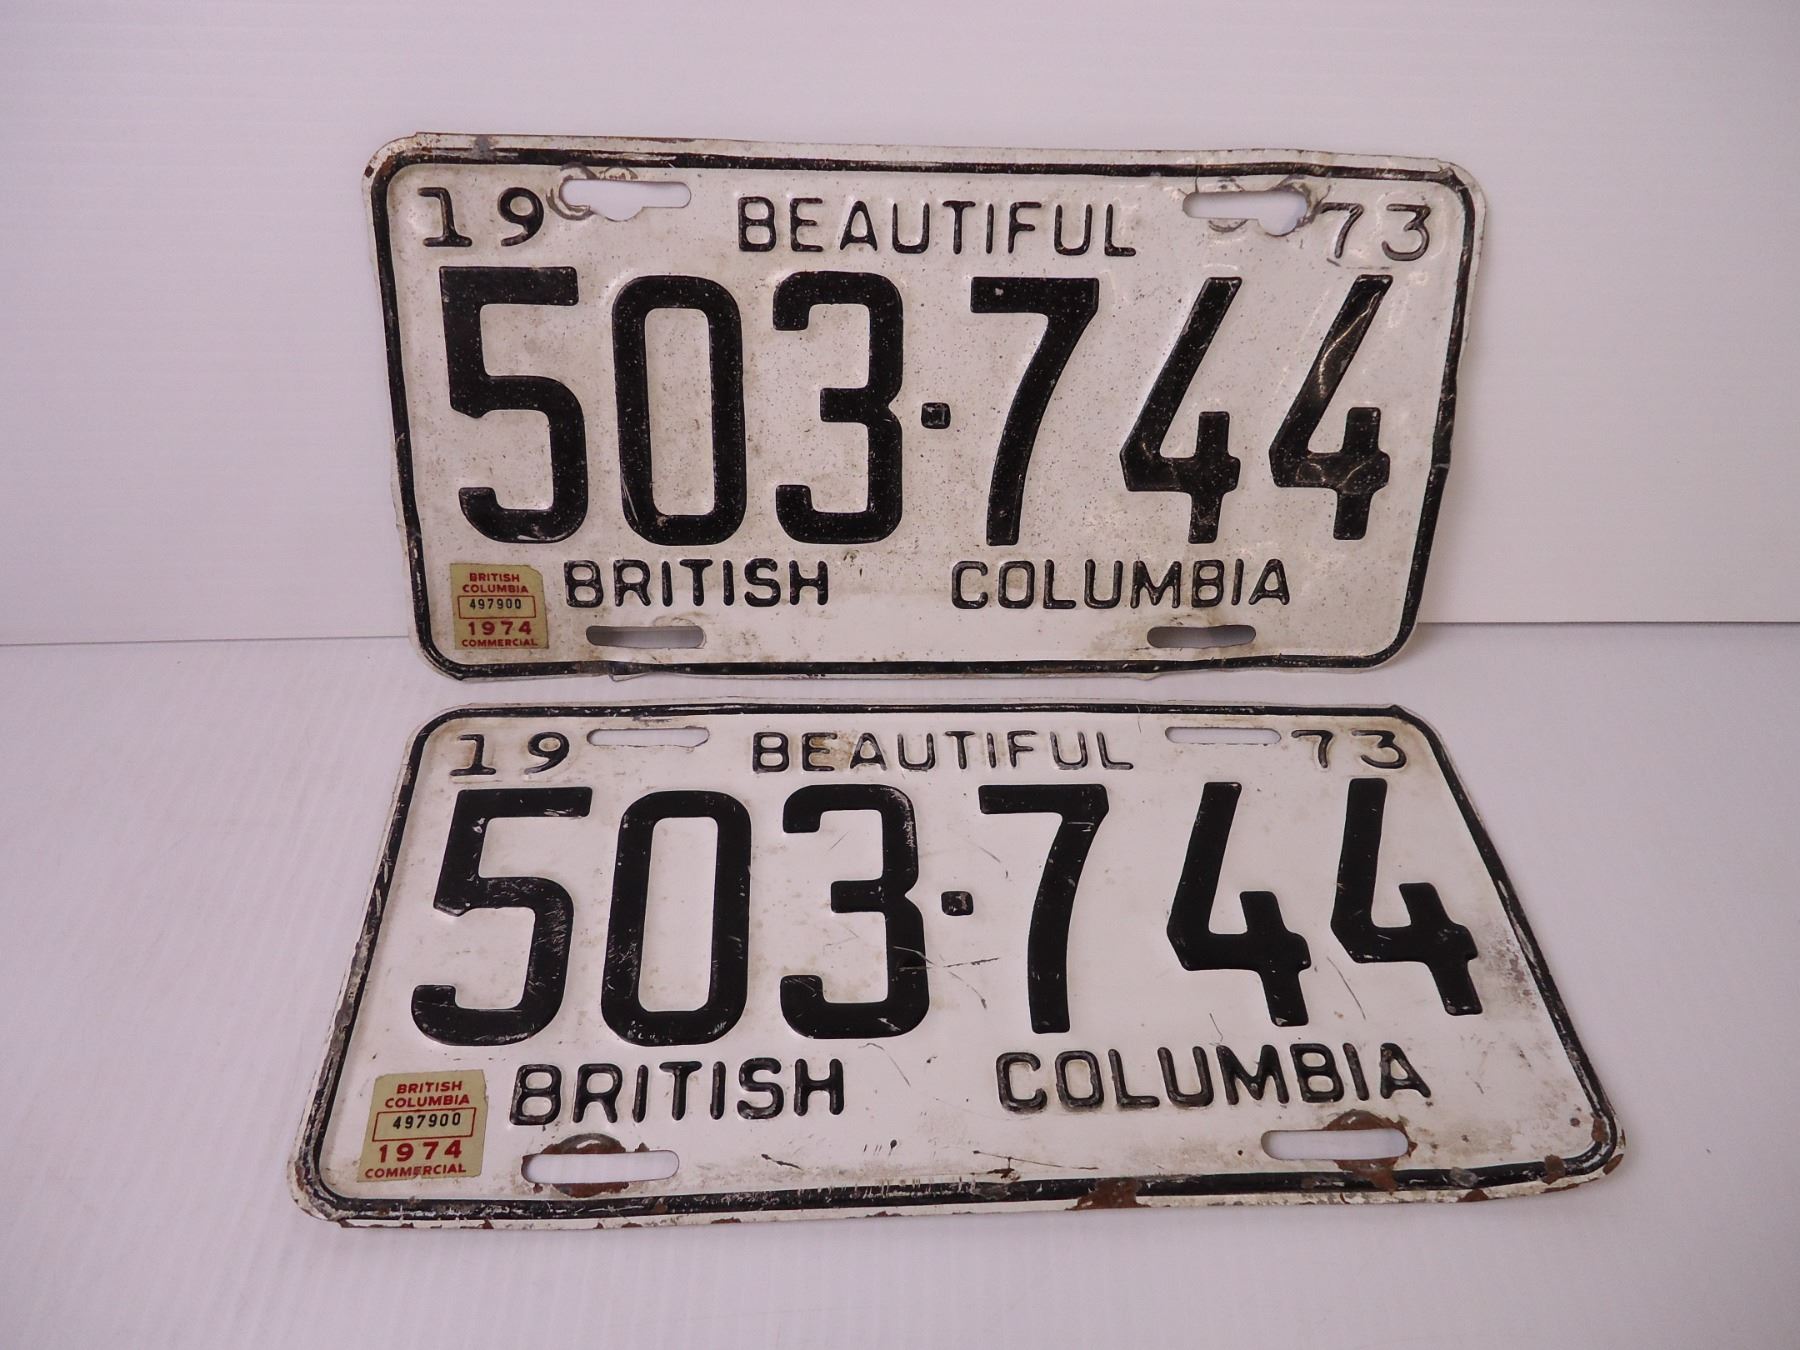 19 BEAUTIFUL 73
503·744
BRITISH COLUMBIA
BRITISH
COLUMBIA
497900
1974
COMMERCIAL
19 BEAUTIFUL 73
503·744
BRITISH COLUMBIA
BRITISH
COLUMBIA
497900
1974
COMMERCIAL